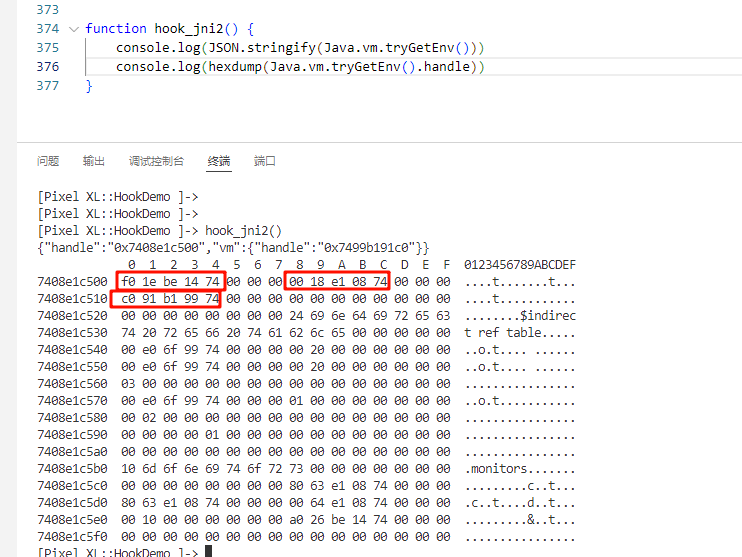 373
374 function hook_jni2() {
375 console.log(JSON.stringify(Java.vm.tryGetEnv()))
376 console.log(hexdump(Java.vm.tryGetEnv().handle))
377 }
问题 输出 调试控制台 终端 端口
[Pixel XL::HookDemo ]->
[Pixel XL::HookDemo ]->
[Pixel XL::HookDemo ]-> hook_jni2()
{"handle":"0x7408e1c500","vm":{"handle":"0x7499b191c0"}}
0 1 2 3 4 5 6 7 8 9 A B C D E F 0123456789ABCDEF
7408e1c500 f0 1e be 14 74 00 00 00 00 18 e1 08 74 00 00 00 ....t.......t...
7408e1c510 c0 91 b1 99 74 00 00 00 00 00 00 00 00 00 00 00 ....t...........
7408e1c520 00 00 00 00 00 00 00 00 24 69 6e 64 69 72 65 63 ........$indirec
7408e1c530 74 20 72 65 66 20 74 61 62 6c 65 00 00 00 00 00 t ref table.....
7408e1c540 00 e0 6f 99 74 00 00 00 00 20 00 00 00 00 00 00 ..o.t.... ......
7408e1c550 00 e0 6f 99 74 00 00 00 00 20 00 00 00 00 00 00 ..o.t.... ......
7408e1c560 03 00 00 00 00 00 00 00 00 00 00 00 00 00 00 00 ................
7408e1c570 00 e0 6f 99 74 00 00 00 00 01 00 00 00 00 00 00 ..o.t...........
7408e1c580 00 02 00 00 00 00 00 00 00 00 00 00 00 00 00 00 ................
7408e1c590 00 00 00 00 01 00 00 00 00 00 00 00 00 00 00 00 ................
7408e1c5a0 00 00 00 00 00 00 00 00 00 00 00 00 00 00 00 00 ................
7408e1c5b0 10 6d 6f 6e 69 74 6f 72 73 00 00 00 00 00 00 00 .monitors.......
7408e1c5c0 00 00 00 00 00 00 00 00 80 63 e1 08 74 00 00 00 .........c..t...
7408e1c5d0 80 63 e1 08 74 00 00 00 00 64 e1 08 74 00 00 00 .c..t....d..t...
7408e1c5e0 00 10 00 00 00 00 00 00 a0 26 be 14 74 00 00 00 .........&..t...
7408e1c5f0 00 00 00 00 00 00 00 00 00 00 00 00 00 00 00 00 ................
[Pixel XL::HookDemo ]->